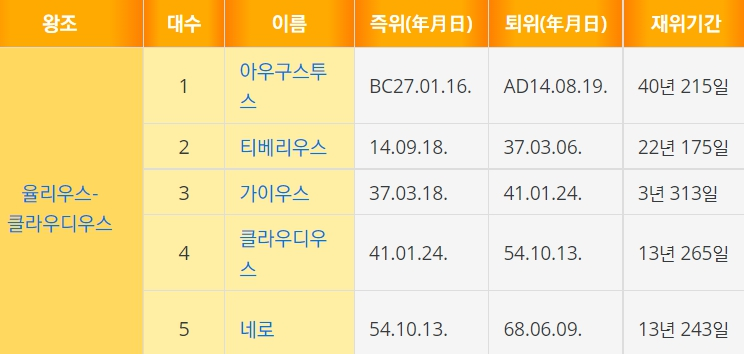 왕조 대수 이름 즉위(年月日) 퇴위(年月日) 재위기간
율리우스-
클라우디우스
1 아우구스투
스 BC27.01.16. AD14.08.19. 40년 215일
2 티베리우스 14.09.18. 37.03.06. 22년 175일
3 가이우스 37.03.18. 41.01.24. 3년 313일
4 클라우디우
스 41.01.24. 54.10.13. 13년 265일
5 네로 54.10.13. 68.06.09. 13년 243일